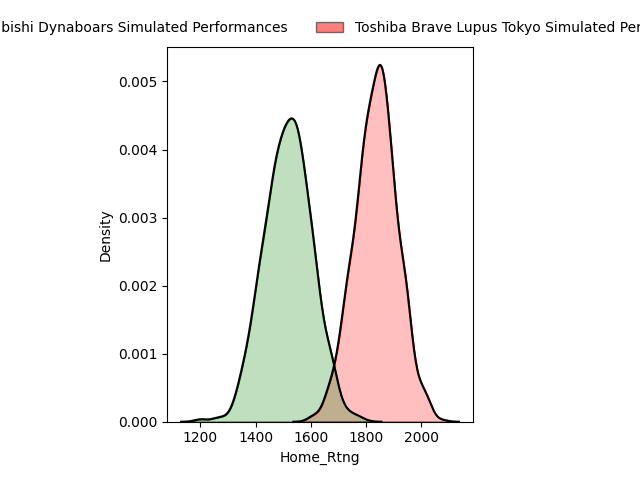 bishi Dynaboars Simulated Performances
Toshiba Brave Lupus Tokyo Simulated Per
0.005
0.004
0.003
0.002
0.001
0.000
Density
1200 1400 1600 1800 2000
Home_Rtng